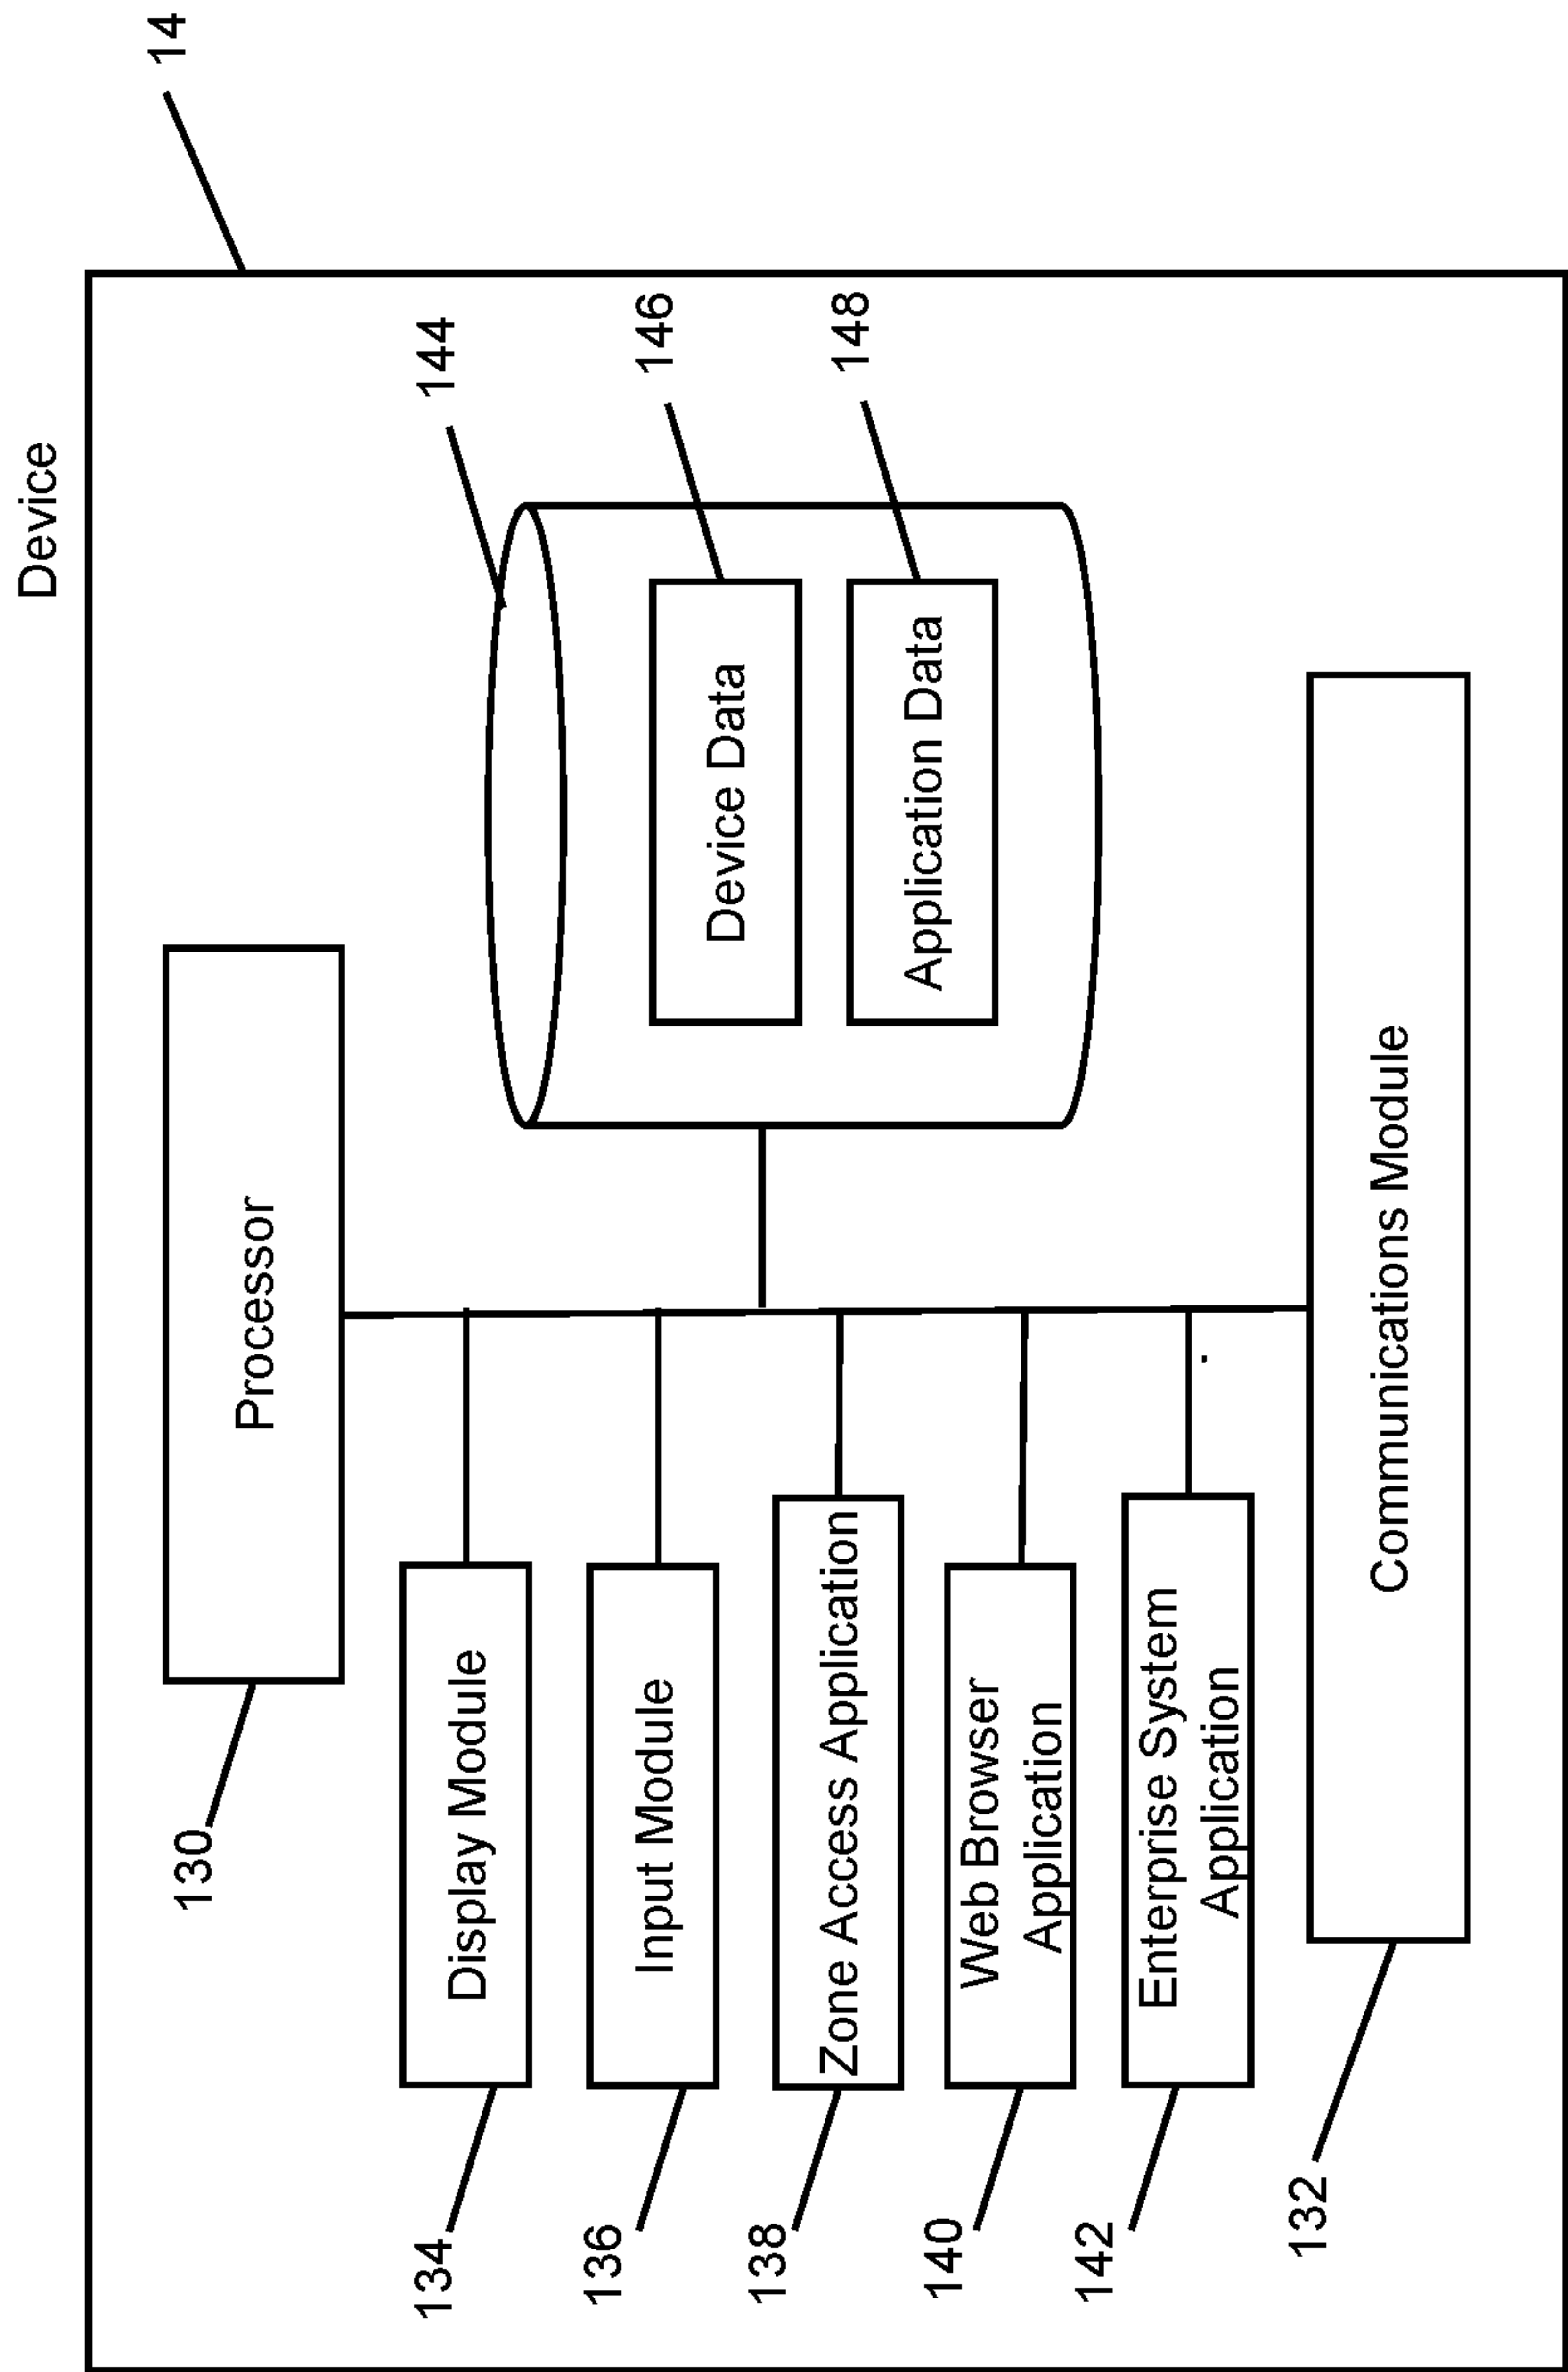 Device
14
130
Processor
144
134
Display Module
136
Input Module
146
Device Data
138
Zone Access Application
148
Application Data
140
Web Browser
Application
142
Enterprise System
Application
132
Communications Module